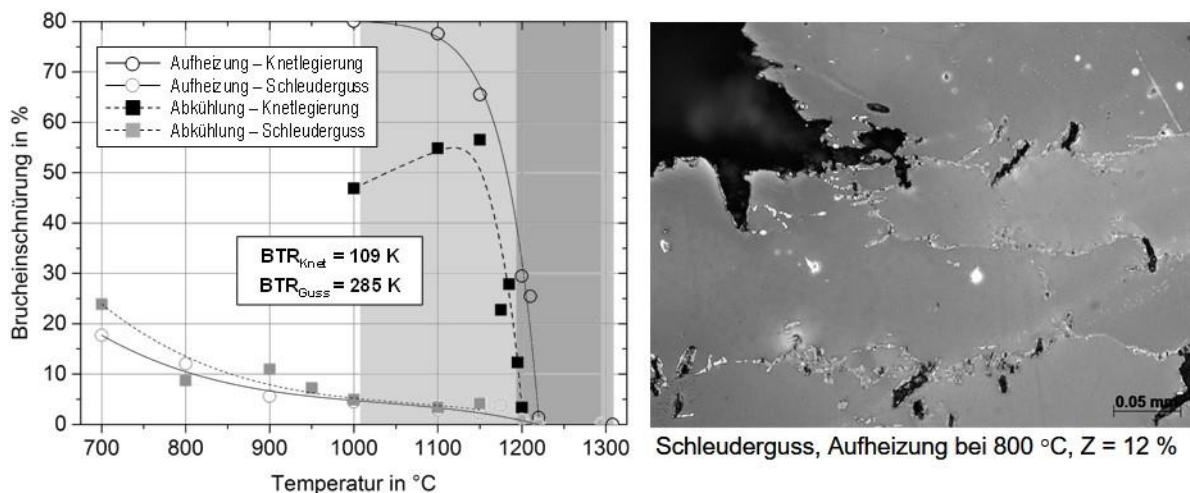 Brucheinschnürung in %
80
70
60
50
40
30
20
10
0
Aufheizung – Knetlegierung
Aufheizung – Schleuderguss
Abkühlung – Knetlegierung
Abkühlung – Schleuderguss
BTRKnet = 109 K
BTRGuss = 285 K
700 800 900 1000 1100 1200 1300
Temperatur in °C
0.05 mm
Schleuderguss, Aufheizung bei 800 °C, Z = 12 %